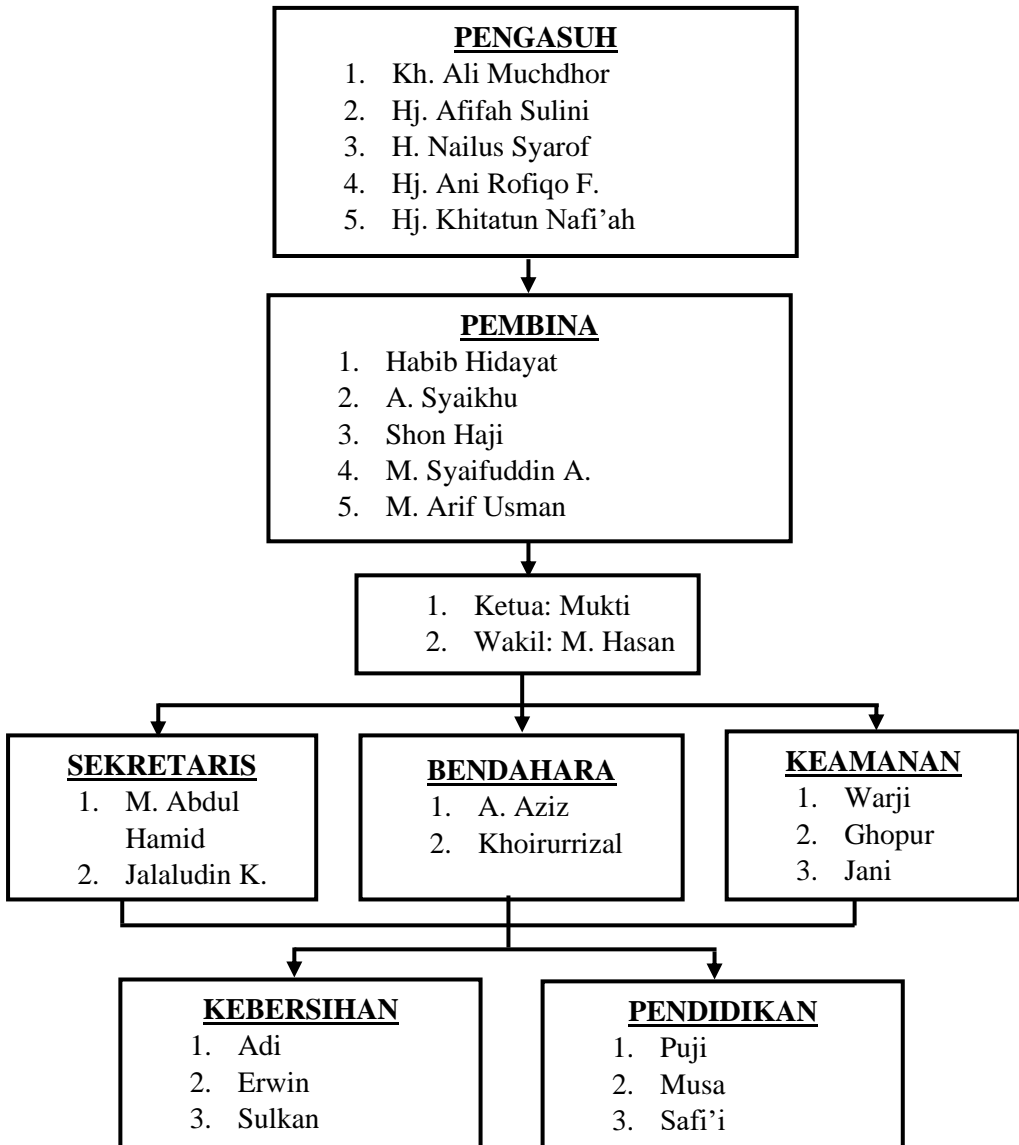 PENGASUH
1. Kh. Ali Muchdhor
2. Hj. Afifah Sulini
3. H. Nailus Syarof
4. Hj. Ani Rofiqo F.
5. Hj. Khitatun Nafi’ah
PEMBINA
1. Habib Hidayat
2. A. Syaikhu
3. Shon Haji
4. M. Syaifuddin A.
5. M. Arif Usman
1. Ketua: Mukti
2. Wakil: M. Hasan
SEKRETARIS
1. M. Abdul
Hamid
2. Jalaludin K.
BENDAHARA
1. A. Aziz
2. Khoirurrizal
KEAMANAN
1. Warji
2. Ghopur
3. Jani
KEBERSIHAN
1. Adi
2. Erwin
3. Sulkan
PENDIDIKAN
1. Puji
2. Musa
3. Safi’i